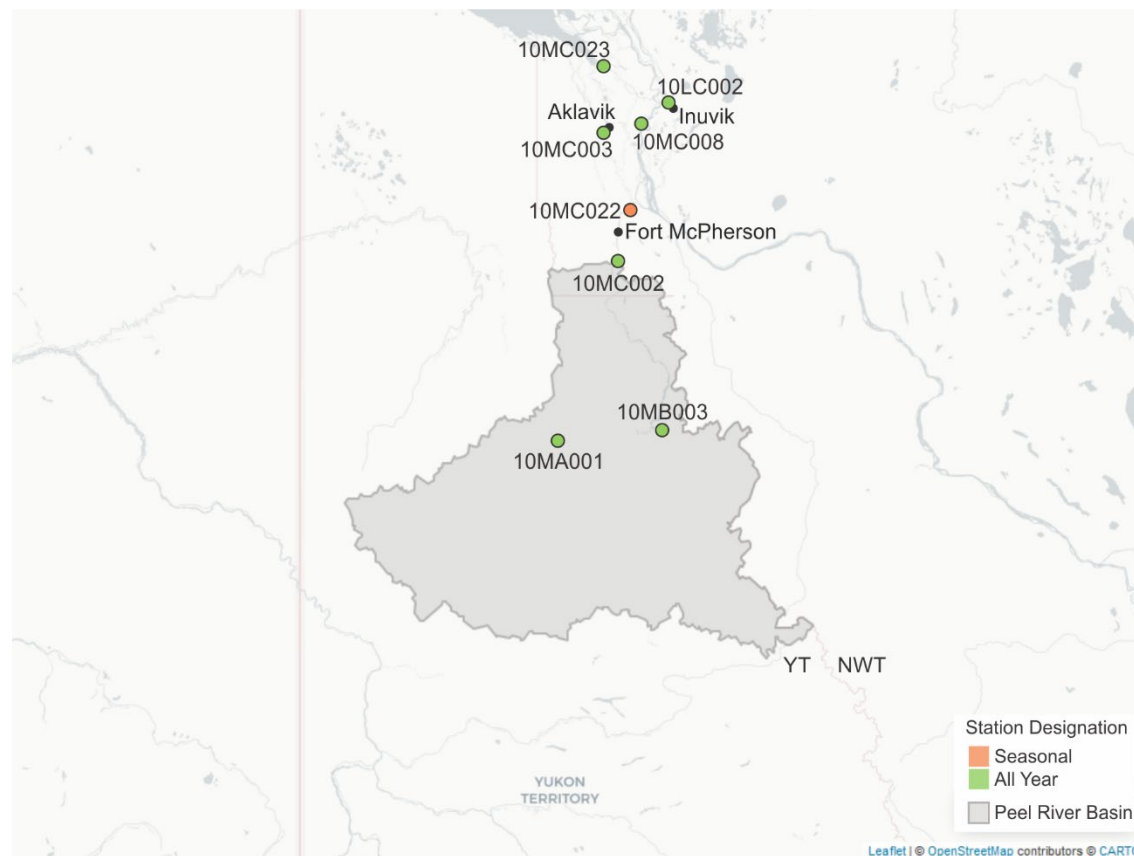 10MC023
10LC002
Aklavik
Inuvik
10MC003
10MC008
10MC022
Fort McPherson
10MC002
10MB003
10MA001
YT NWT
Station Designation
Seasonal
All Year
Peel River Basin
YUKON
TERRITORY
Leaflet | © OpenStreetMap contributors © CARTO